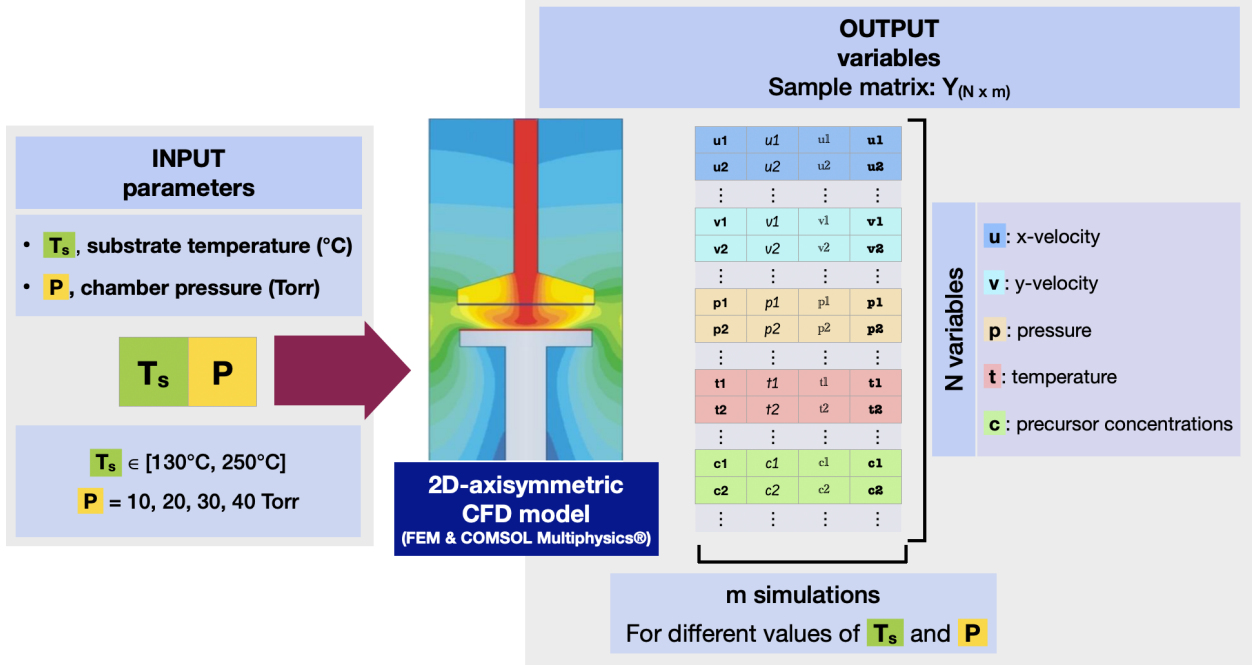 INPUT
parameters
• Ts, substrate temperature (°C)
• P, chamber pressure (Torr)
Ts P
Ts ∈ [130°C, 250°C]
P = 10, 20, 30, 40 Torr
2D-axisymmetric
CFD model
(FEM & COMSOL Multiphysics®)
OUTPUT
variables
Sample matrix: Y(N x m)
u1 u1 u1 u1
u2 u2 u2 u2
⋮ ⋮ ⋮ ⋮
v1 v1 v1 v1
v2 v2 v2 v2
⋮ ⋮ ⋮ ⋮
p1 p1 p1 p1
p2 p2 p2 p2
⋮ ⋮ ⋮ ⋮
t1 t1 t1 t1
t2 t2 t2 t2
⋮ ⋮ ⋮ ⋮
c1 c1 c1 c1
c2 c2 c2 c2
⋮ ⋮ ⋮ ⋮
N variables
u : x-velocity
v : y-velocity
p : pressure
t : temperature
c : precursor concentrations
m simulations
For different values of Ts and P